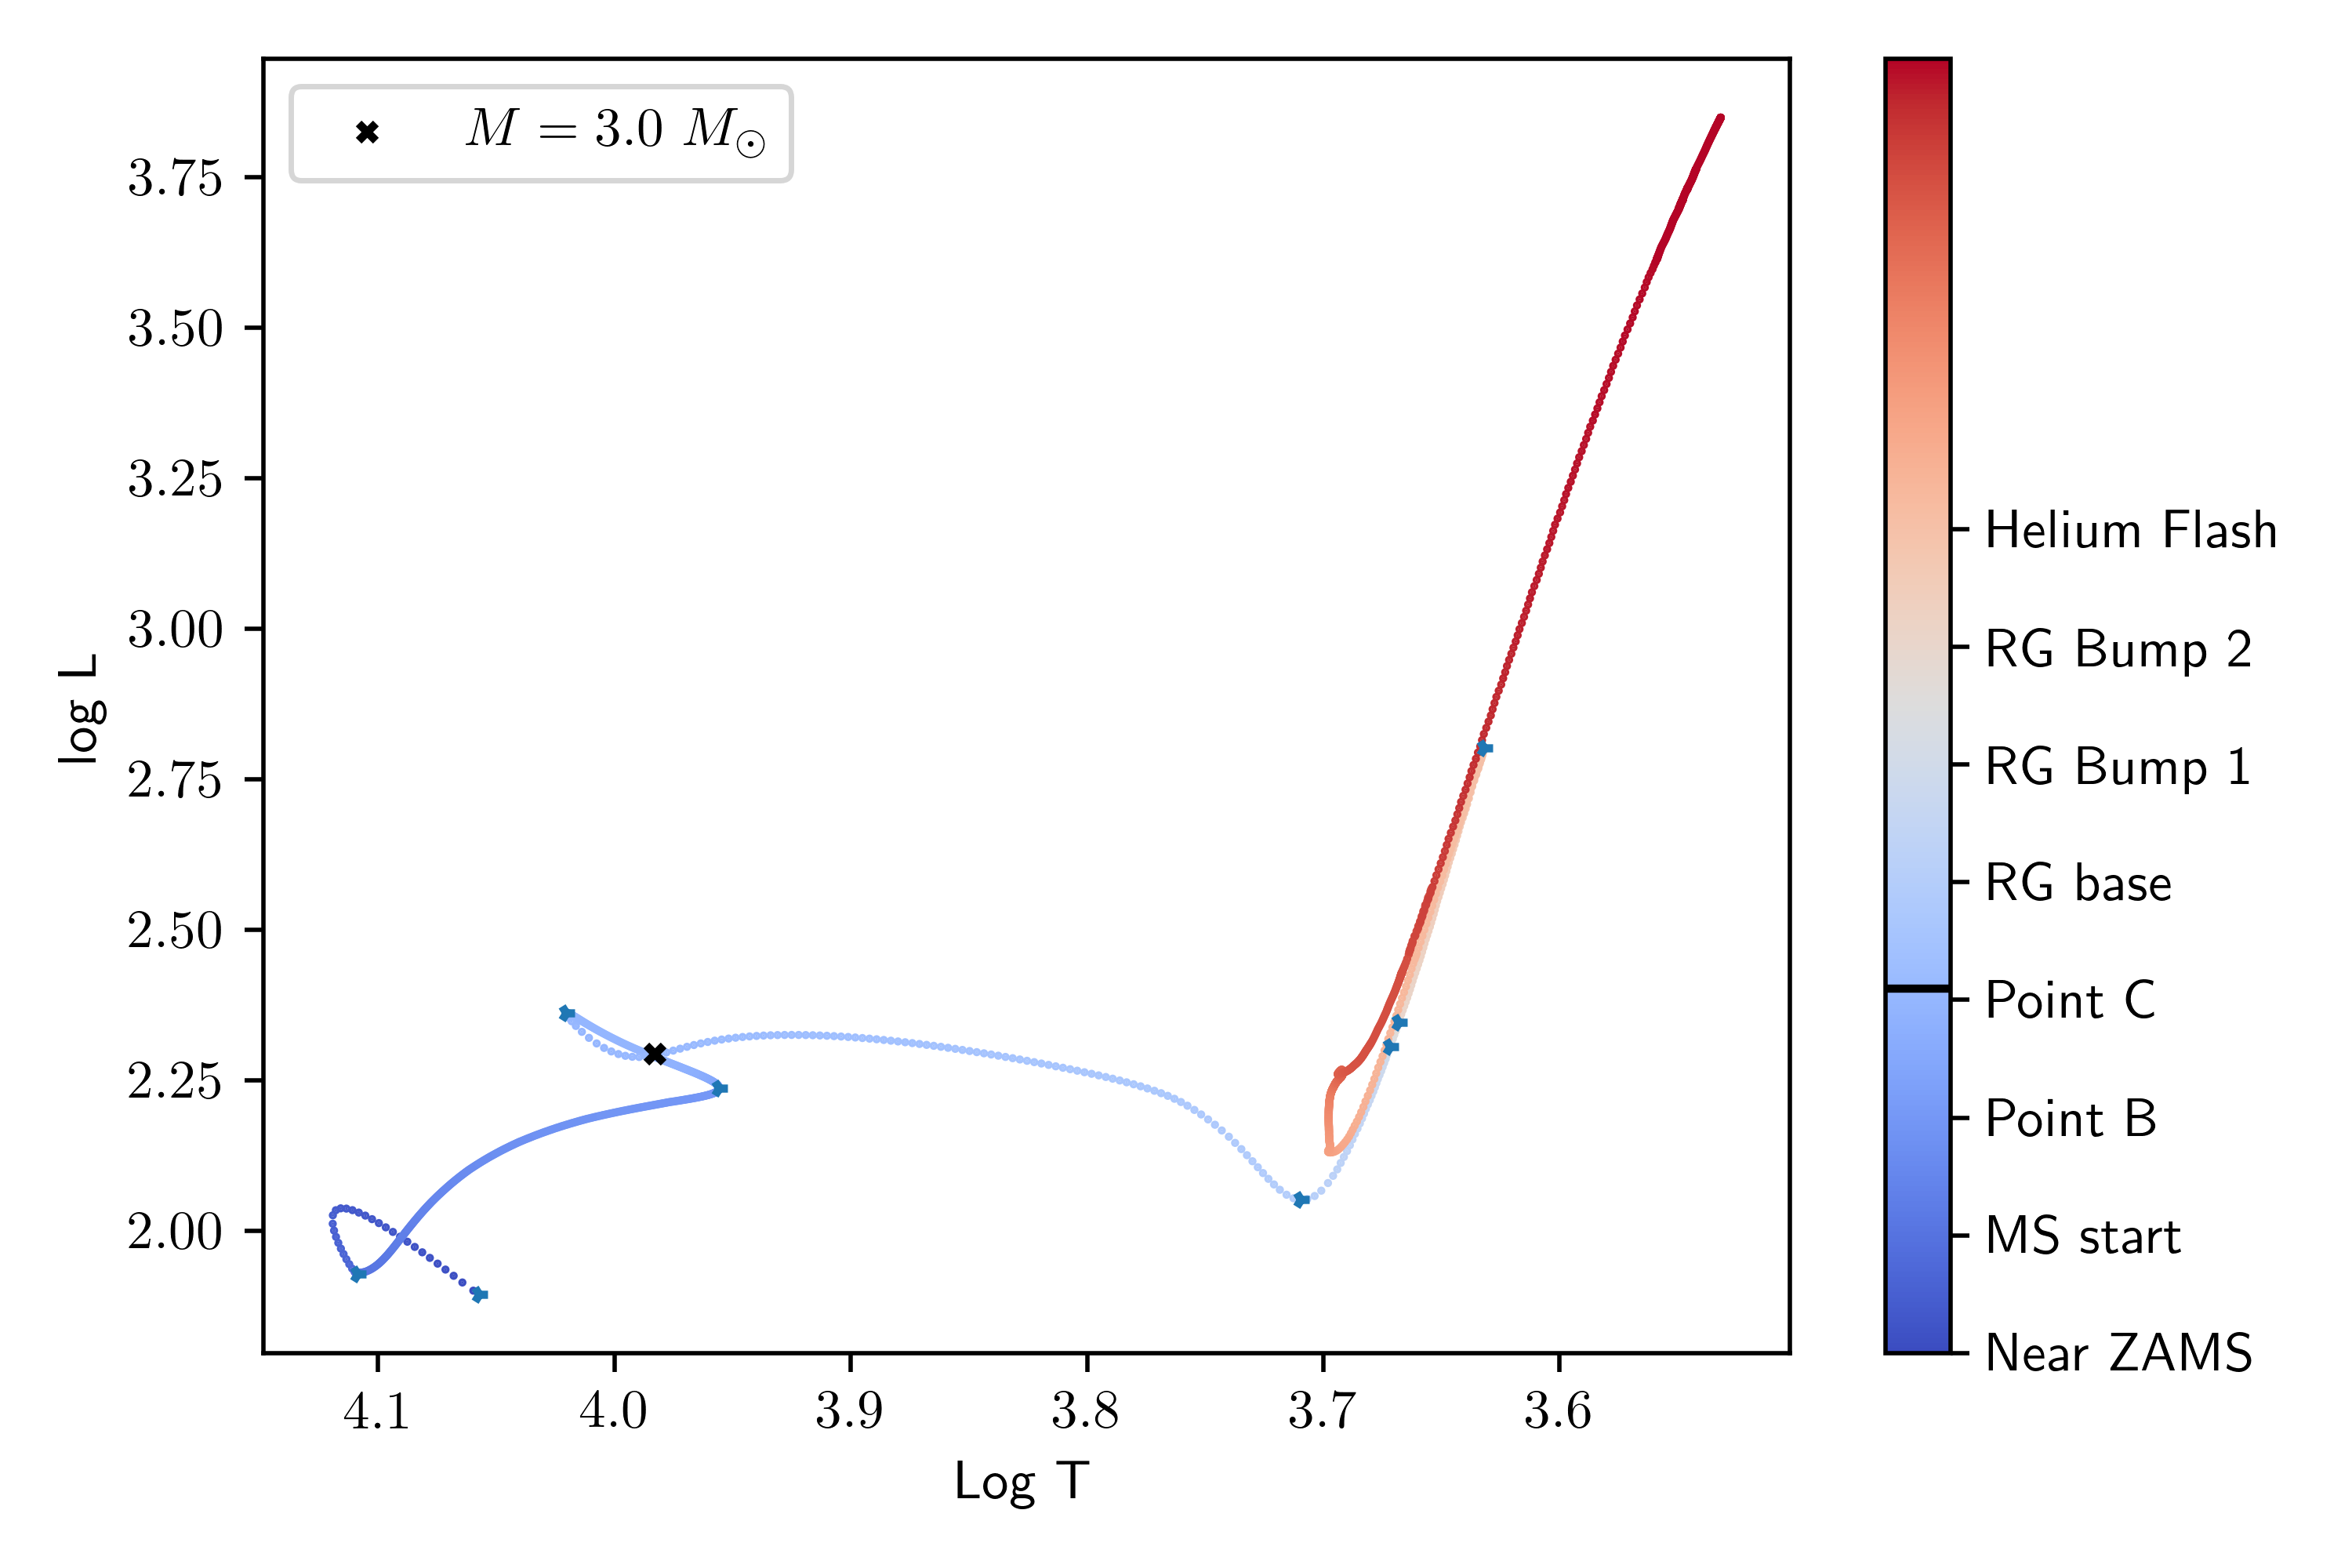 M = 3.0 M⊙
3.75
3.50
3.25
3.00
2.75
2.50
2.25
2.00
log L
4.1 4.0 3.9 3.8 3.7 3.6
Log T
Helium Flash
RG Bump 2
RG Bump 1
RG base
Point C
Point B
MS start
Near ZAMS